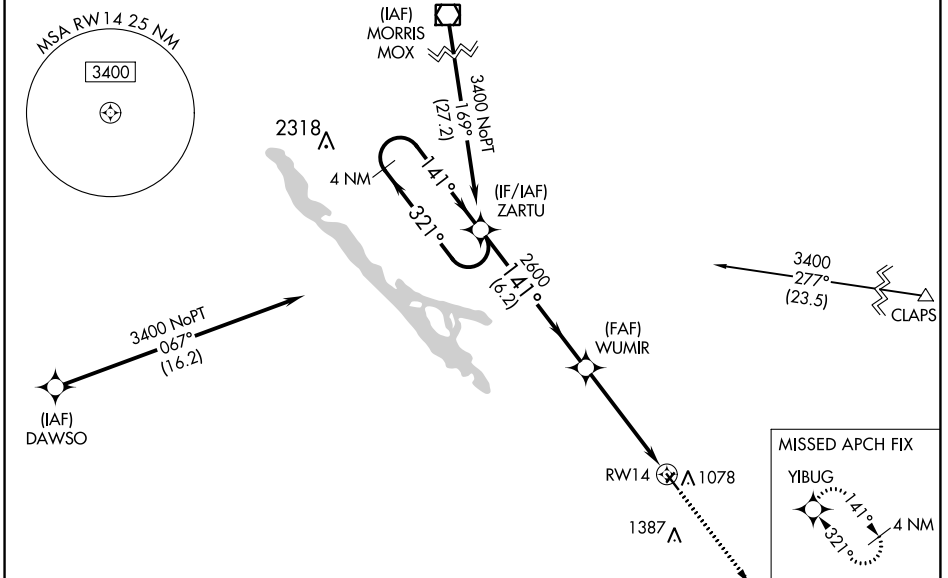 MSA RW14 25 NM
3400
(IAF)
MORRIS
MOX
3400 NoPT
169°
(27.2)
2318
4 NM
141°
321°
(IF/IAF)
ZARTU
2600
141°
(6.2)
3400
277°
(23.5)
CLAPS
3400 NoPT
067°
(16.2)
(IAF)
DAWSO
(FAF)
WUMIR
RW14
1078
1387
MISSED APCH FIX
YIBUG
141°
321°
4 NM